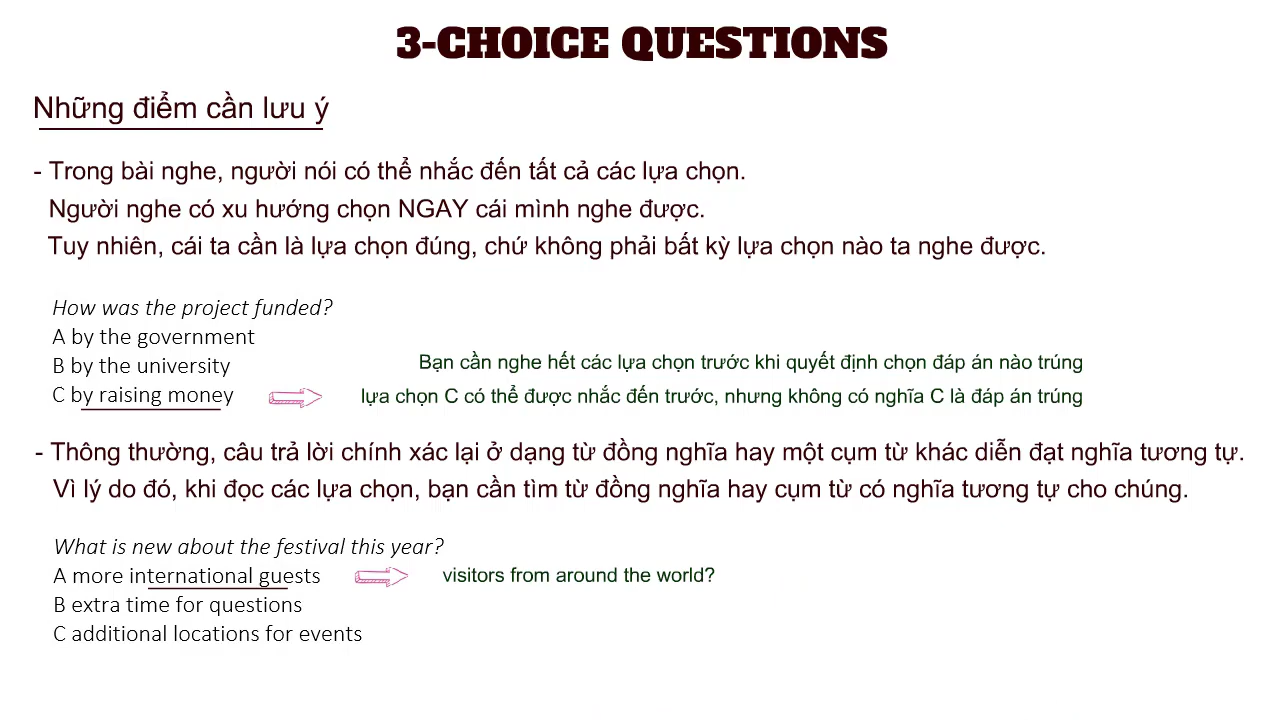 3-CHOICE QUESTIONS
Những điểm cần lưu ý
- Trong bài nghe, người nói có thể nhắc đến tất cả các lựa chọn.
Người nghe có xu hướng chọn NGAY cái mình nghe được.
Tuy nhiên, cái ta cần là lựa chọn đúng, chứ không phải bất kỳ lựa chọn nào ta nghe được.
How was the project funded?
A by the government
B by the university
Bạn cần nghe hết các lựa chọn trước khi quyết định chọn đáp án nào trúng
C by raising money
lựa chọn C có thể được nhắc đến trước, nhưng không có nghĩa C là đáp án trúng
- Thông thường, câu trả lời chính xác lại ở dạng từ đồng nghĩa hay một cụm từ khác diễn đạt nghĩa tương tự.
Vì lý do đó, khi đọc các lựa chọn, bạn cần tìm từ đồng nghĩa hay cụm từ có nghĩa tương tự cho chúng.
What is new about the festival this year?
A more international guests
visitors from around the world?
B extra time for questions
C additional locations for events